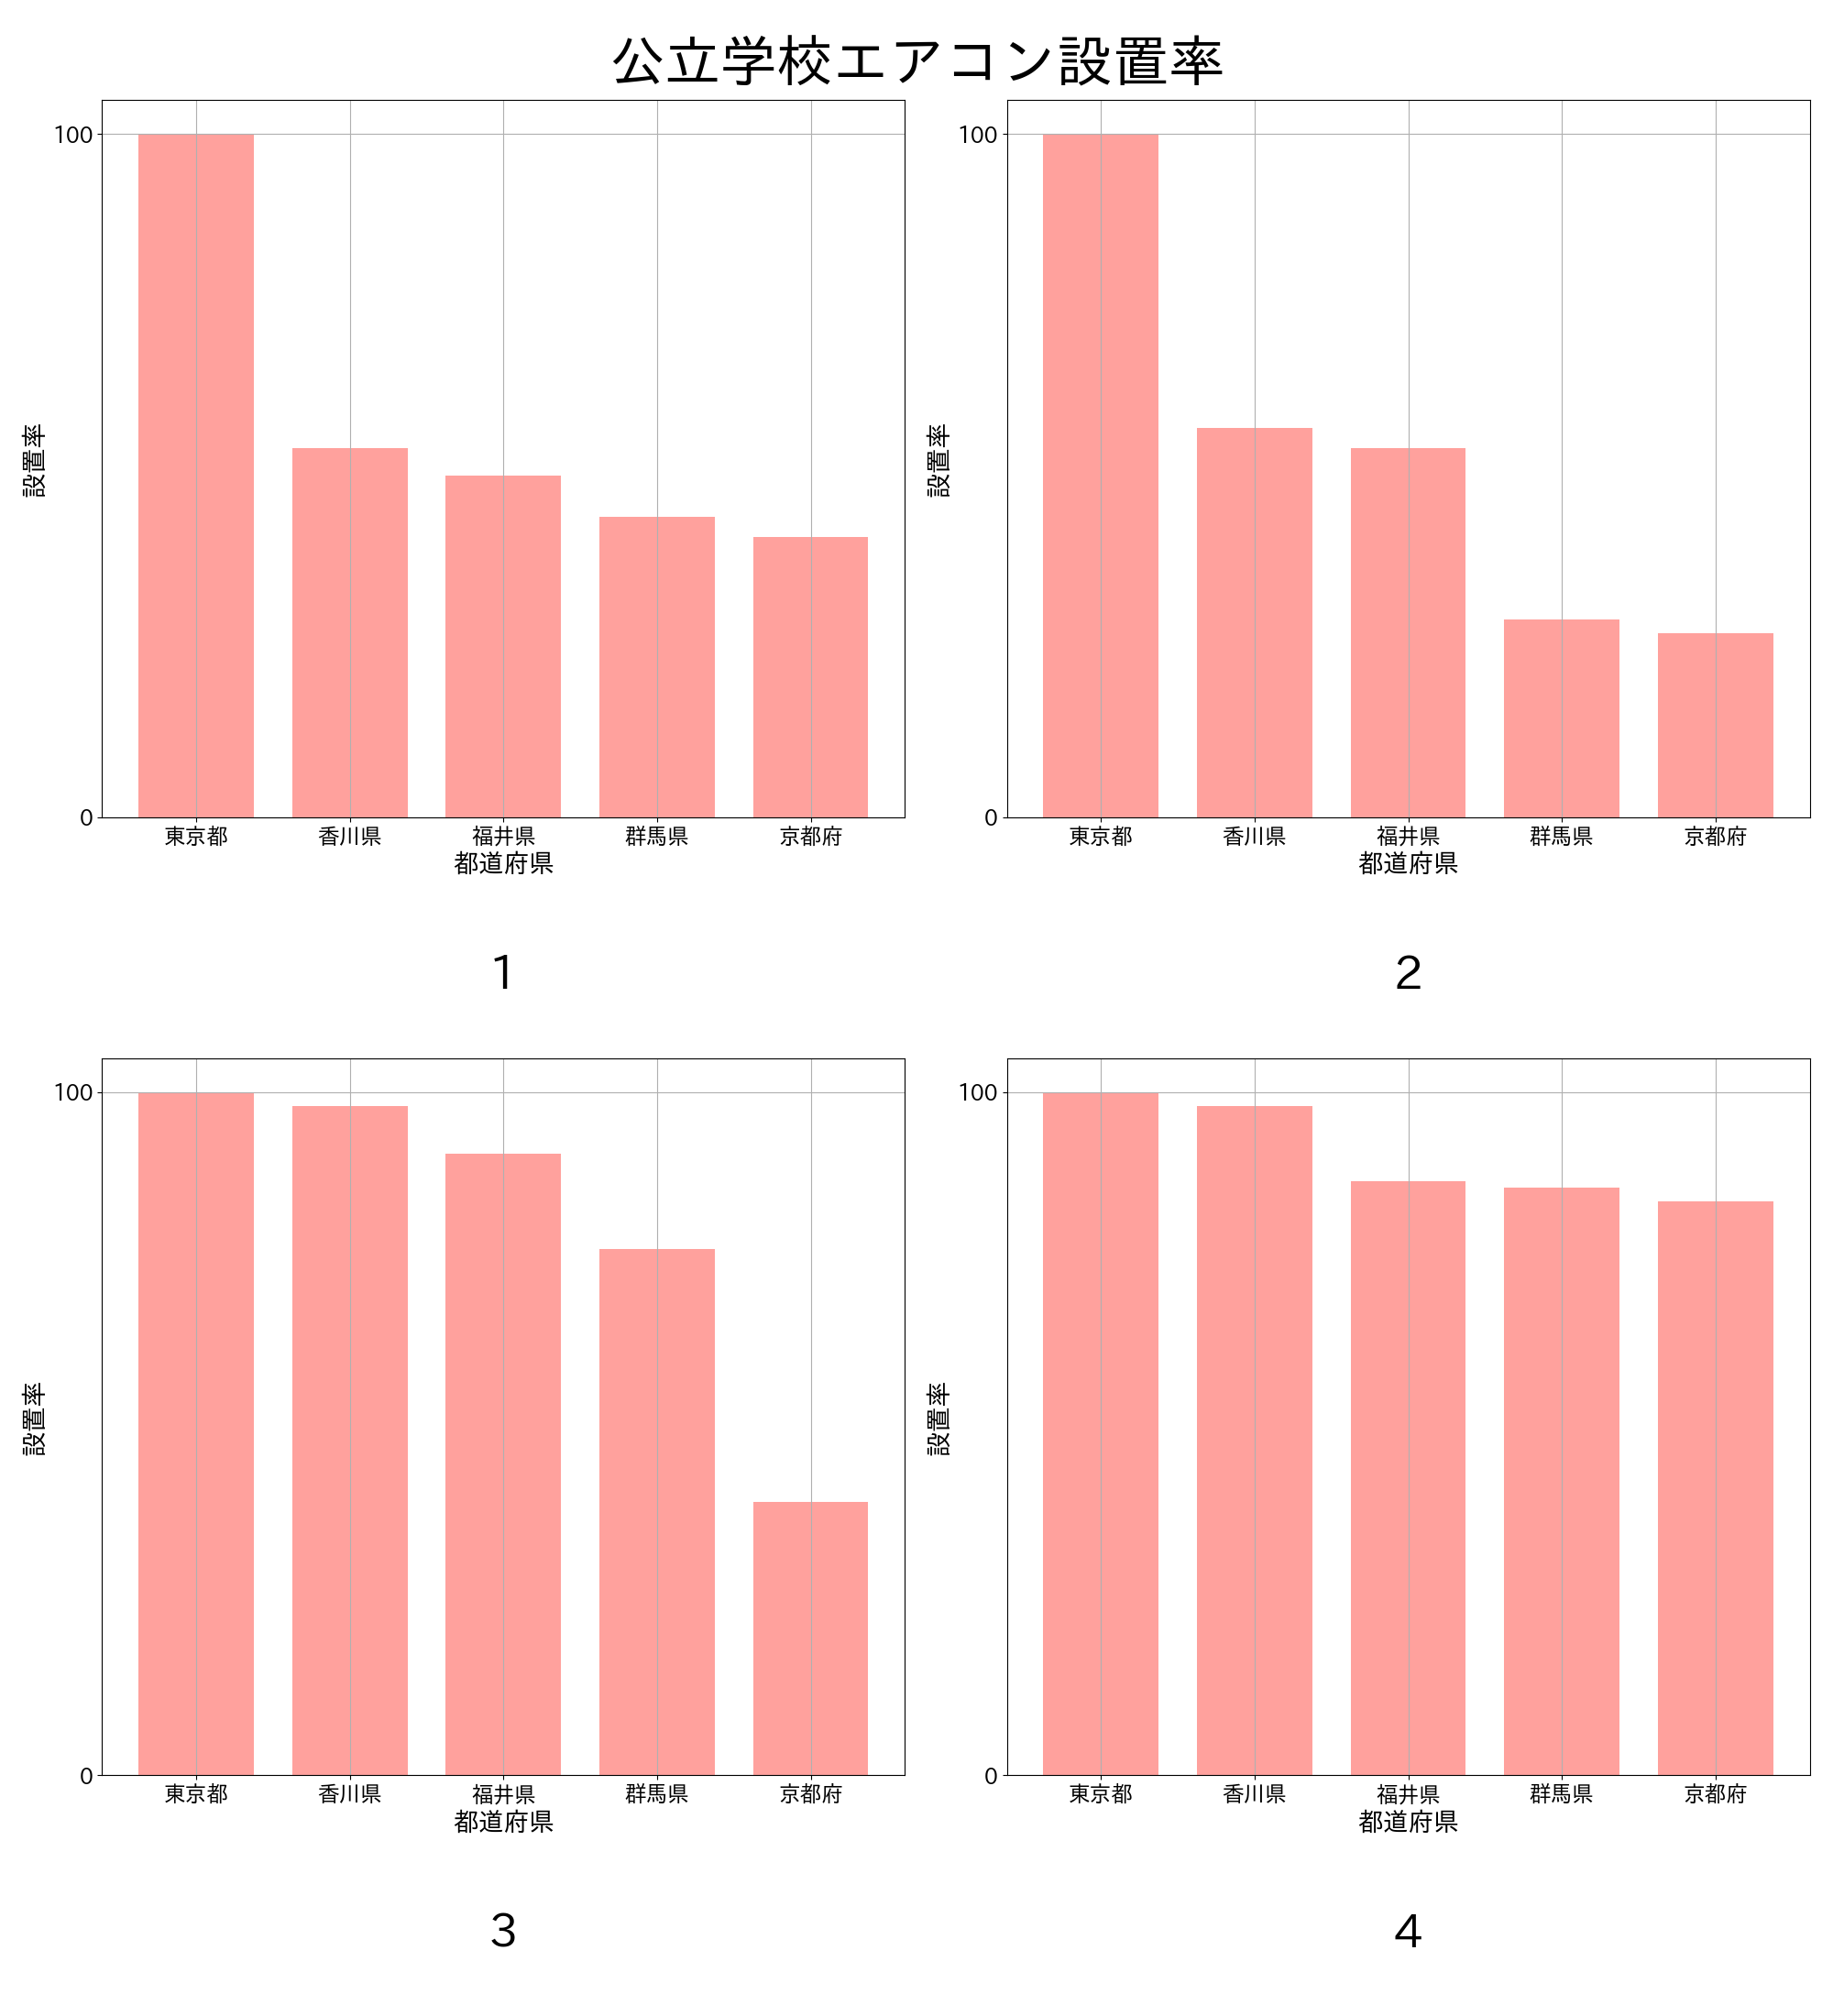 公立学校エアコン設置率
100
設置率
0
東京都 香川県 福井県 群馬県 京都府
都道府県
1
100
設置率
0
東京都 香川県 福井県 群馬県 京都府
都道府県
2
100
設置率
0
東京都 香川県 福井県 群馬県 京都府
都道府県
3
100
設置率
0
東京都 香川県 福井県 群馬県 京都府
都道府県
4